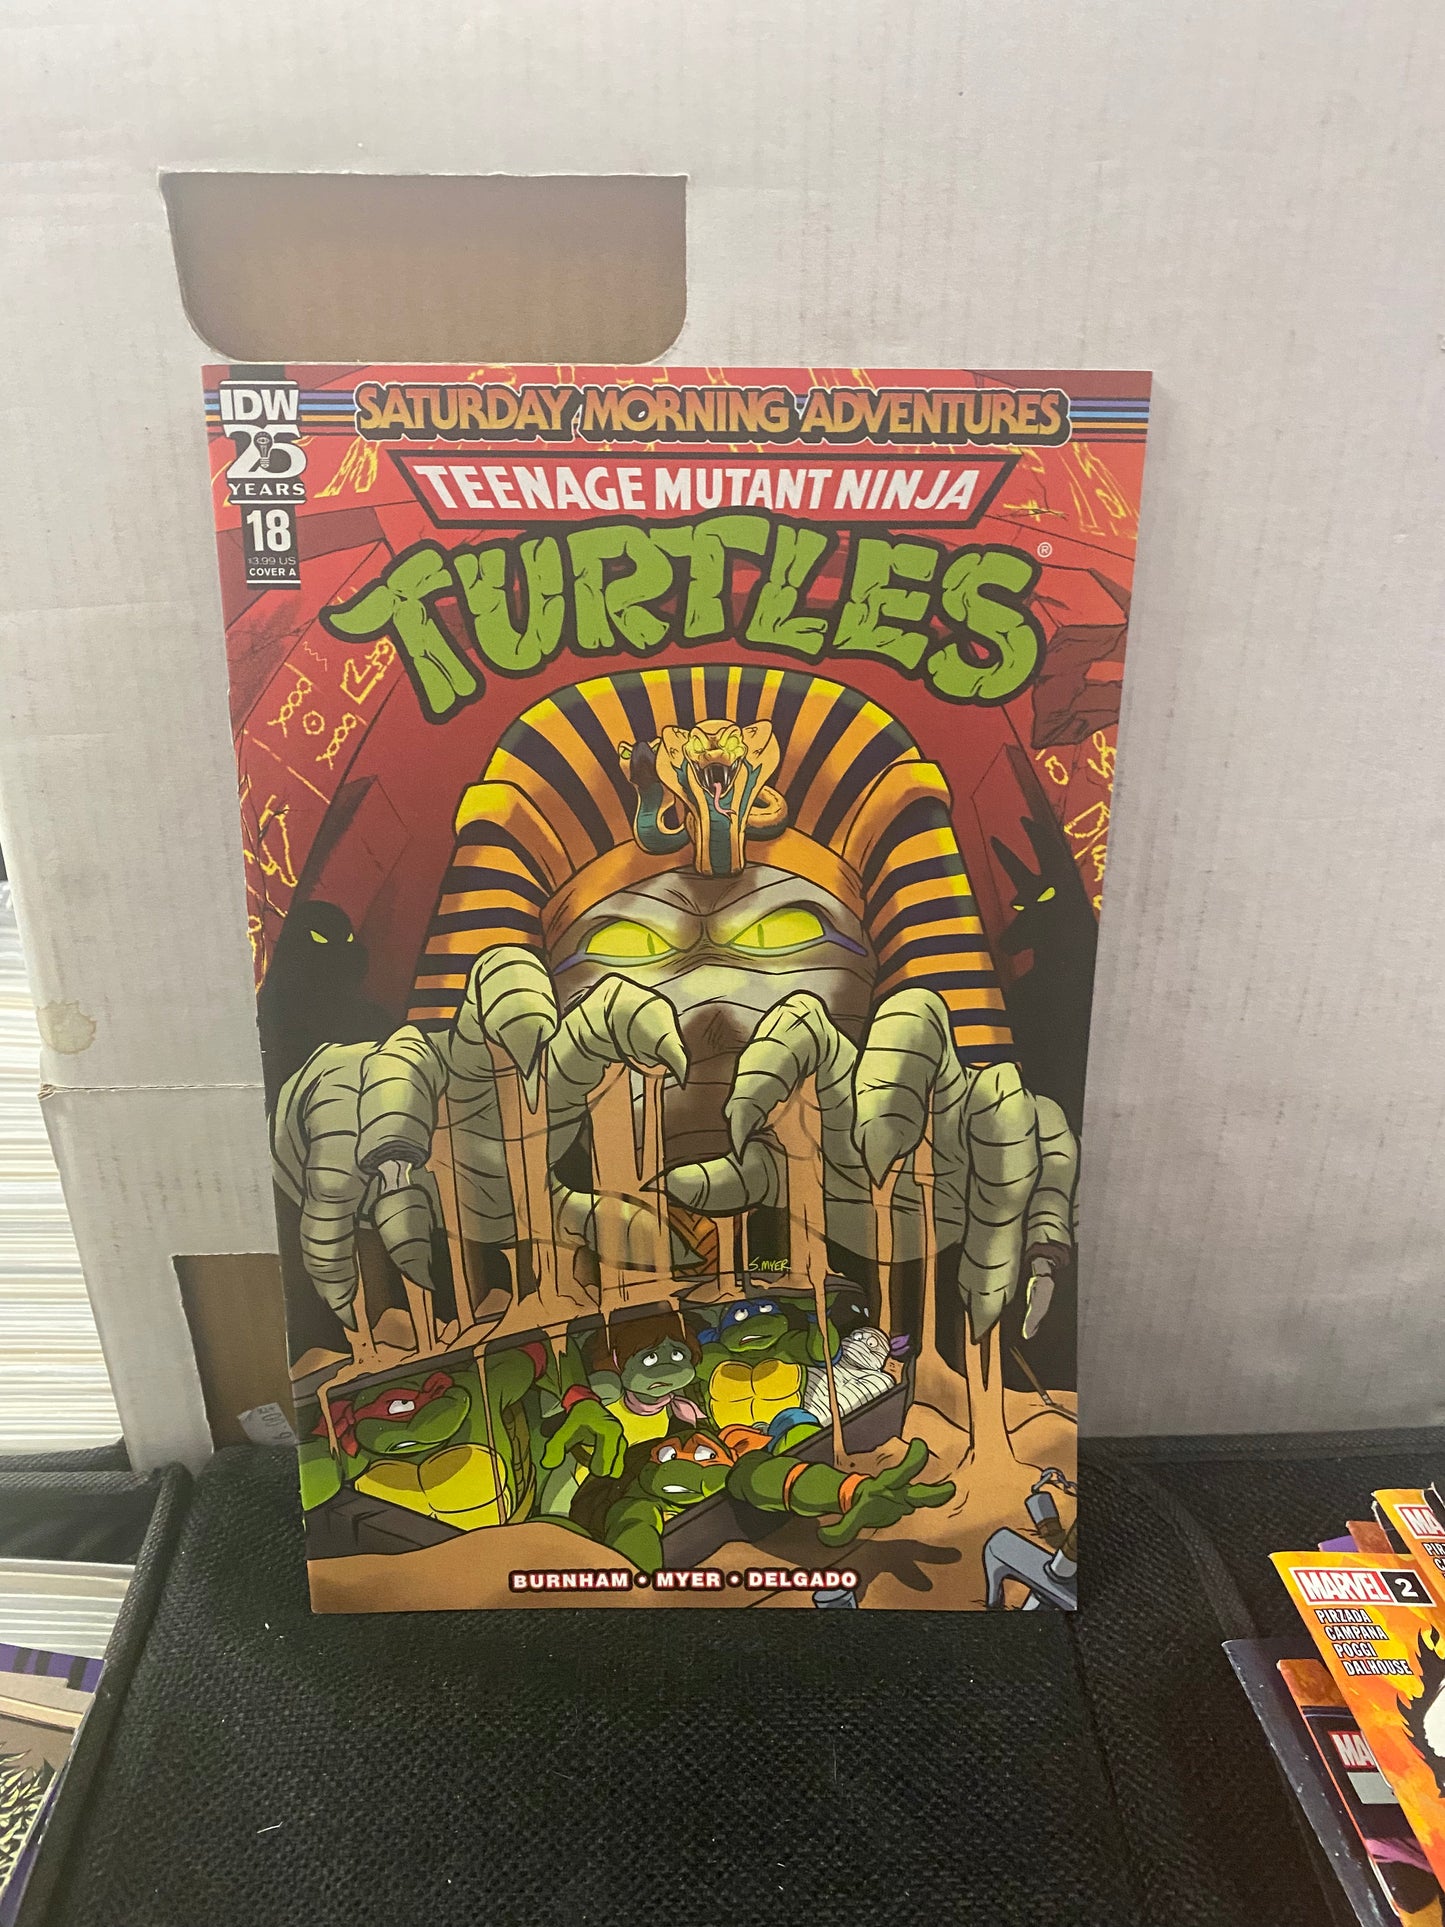 IDW
25
YEARS
18
$3.99 US
COVER A
SATURDAY MORNING ADVENTURES
TEENAGE MUTANT NINJA
TURTLES®
S.MYER
BURNHAM • MYER • DELGADO
MARVEL 2
PIRZADA
CAMPANA
POGGI
DALHOUSE